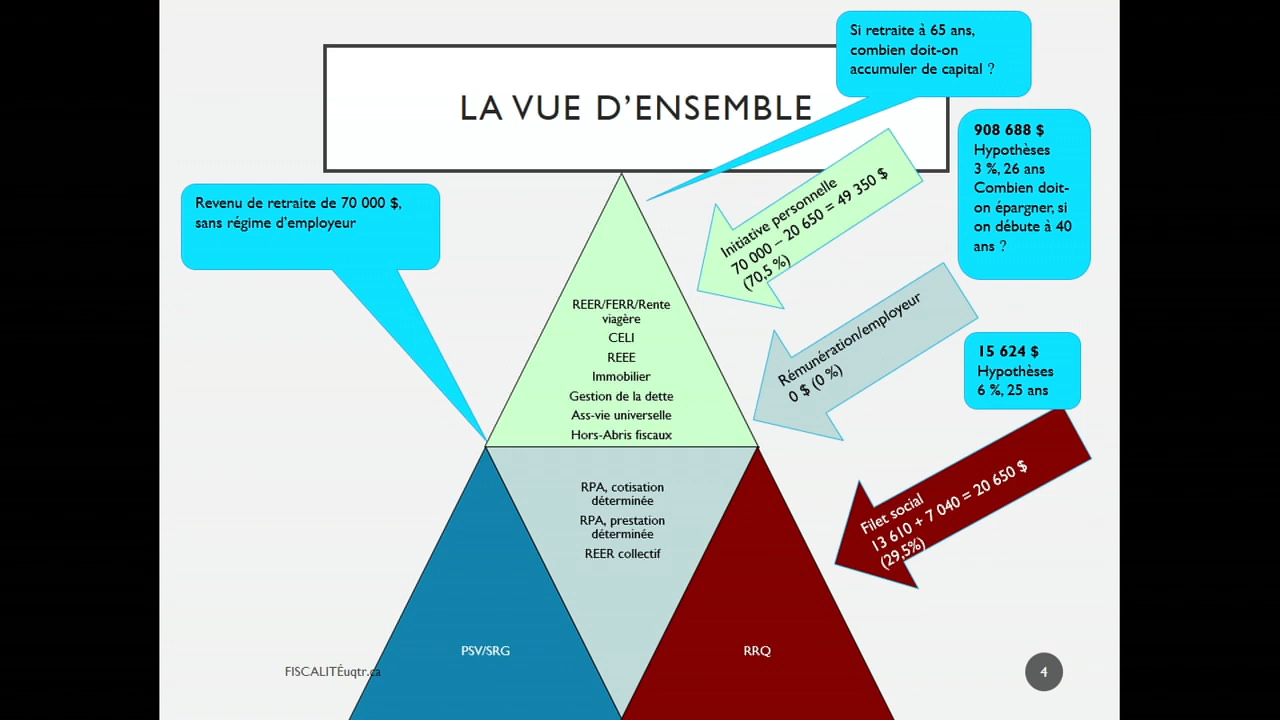 Si retraite à 65 ans,
combien doit-on
accumuler de capital ?
LA VUE D'ENSEMBLE
908 688 $
Hypothèses
3 %, 26 ans
Combien doit-
on épargner, si
on débute à 40
ans ?
Revenu de retraite de 70 000 $,
sans régime d'employeur
Initiative personnelle
70 000 – 20 650 = 49 350 $
(70,5 %)
REER/FERR/Rente
viagère
CELI
REEE
Immobilier
Gestion de la dette
Ass-vie universelle
Hors-Abris fiscaux
Rémunération/employeur
0 $ (0 %)
15 624 $
Hypothèses
6 %, 25 ans
Filet social
13 610 + 7 040 = 20 650 $
(29,5%)
RPA, cotisation
déterminée
RPA, prestation
déterminée
REER collectif
PSV/SRG
RRQ
FISCALITÉuqtr.ca
4